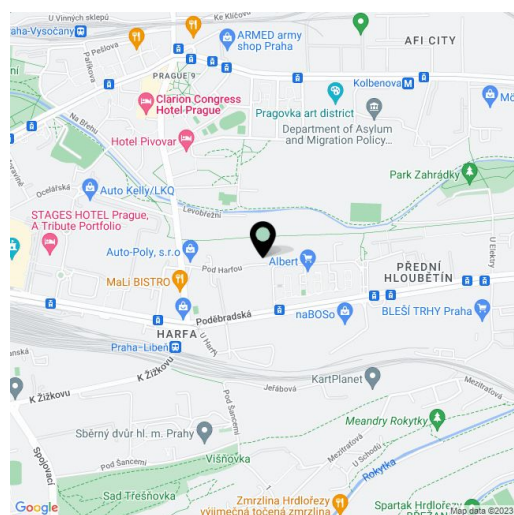 U Vinných sklepů
Ke Klíčovu
aha-Vysočany
Pešlova
Paříkova
ARMED army
shop Praha
AFI CITY
PRAGUE 9
Kolbenova
M
Clarion Congress
Hotel Prague
Pragovka art district
Na Břehu
Department of Asylum
and Migration Policy...
Hotel Pivovar
Park Zahrádky
Ocelářská
Auto Kelly/LKQ
Levobřežní
STAGES HOTEL Prague,
A Tribute Portfolio
Auto-Poly, s.r.o
Pod Harfou
Albert
U Elektry
PŘEDNÍ
HLOUBĚTÍN
MaLi BISTRO
Poděbradská
naBOSo
BLEŠÍ TRHY Praha
HARFA
U Harfy
Praha-Libeň
K Žižkovu
KartPlanet
Jeřábová
Mezitraťová
K Žižkovu
Pod Šancemi
Meandry Rokytky
Sběrný dvůr hl. m. Prahy
Mezitraťová
U Schodů
Spojovací
Pod Šancemi
Višňovka
Rokytka
Sad Třešňovka
Zmrzlina Hrdlořezy
výjimečná točená zmrzlina
Spartak Hrdlořezy
Google
Map data ©2023